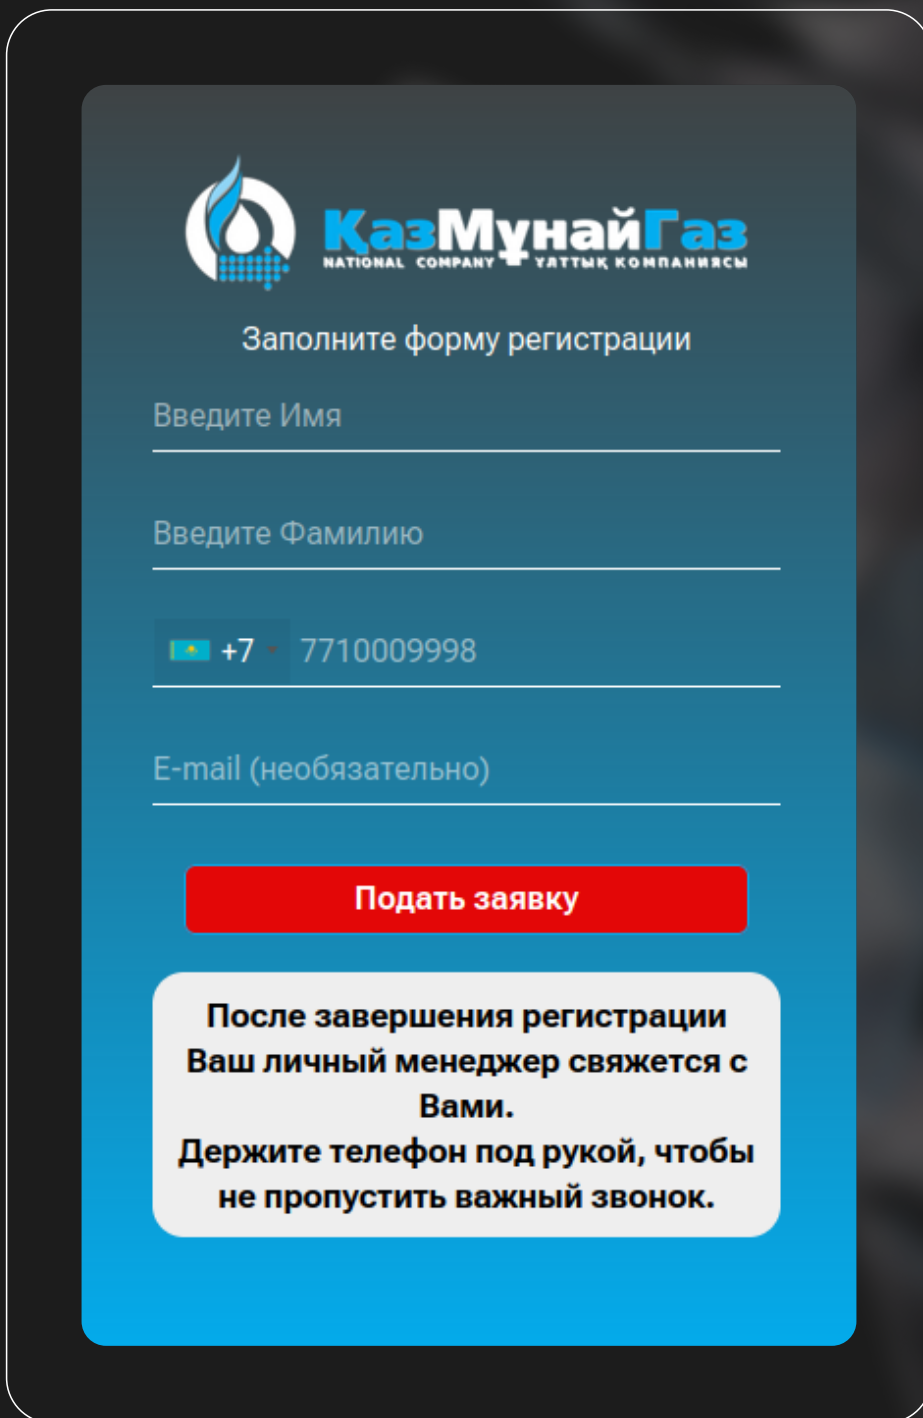 ҚазМұнайГаз
NATIONAL COMPANY ҰЛТТЫҚ КОМПАНИЯСЫ
Заполните форму регистрации
Введите Имя
Введите Фамилию
+7 7710009998
E-mail (необязательно)
Подать заявку
После завершения регистрации
Ваш личный менеджер свяжется с
Вами.
Держите телефон под рукой, чтобы
не пропустить важный звонок.